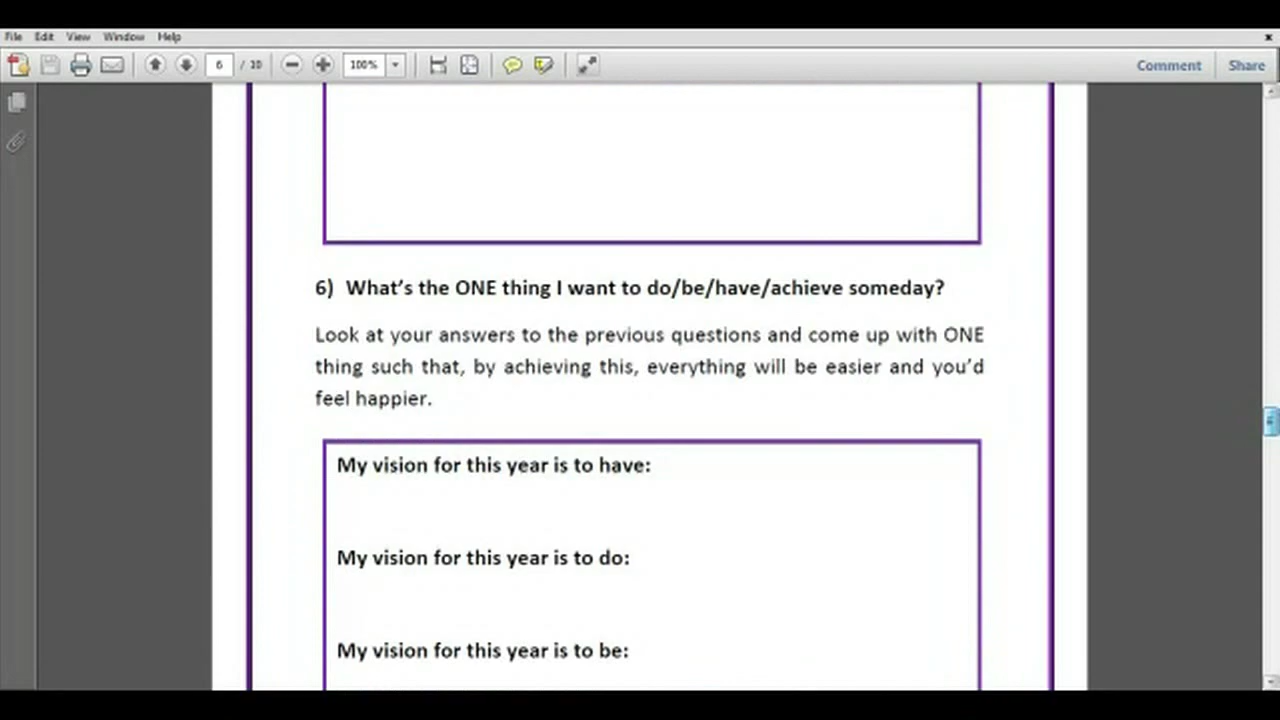 File Edit View Window Help x
6 / 10 100% Comment Share
6) What's the ONE thing I want to do/be/have/achieve someday?
Look at your answers to the previous questions and come up with ONE
thing such that, by achieving this, everything will be easier and you'd
feel happier.
My vision for this year is to have:
My vision for this year is to do:
My vision for this year is to be: